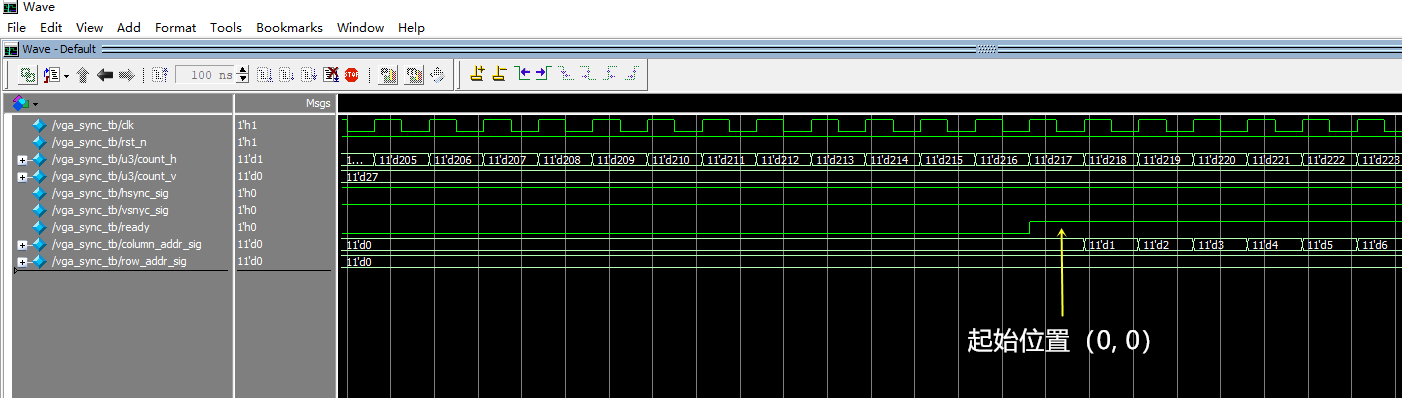 Wave
File Edit View Add Format Tools Bookmarks Window Help
Wave - Default
100 ns STOP
Msgs
/vga_sync_tb/clk 1'h1
/vga_sync_tb/rst_n 1'h1
/vga_sync_tb/u3/count_h 11'd1 1... 11'd205 11'd206 11'd207 11'd208 11'd209 11'd210 11'd211 11'd212 11'd213 11'd214 11'd215 11'd216 11'd217 11'd218 11'd219 11'd220 11'd221 11'd222 11'd223
/vga_sync_tb/u3/count_v 11'd0 11'd27
/vga_sync_tb/hsync_sig 1'h0
/vga_sync_tb/vsnyc_sig 1'h0
/vga_sync_tb/ready 1'h0
/vga_sync_tb/column_addr_sig 11'd0 11'd0 11'd1 11'd2 11'd3 11'd4 11'd5 11'd6
/vga_sync_tb/row_addr_sig 11'd0 11'd0
起始位置（0, 0）